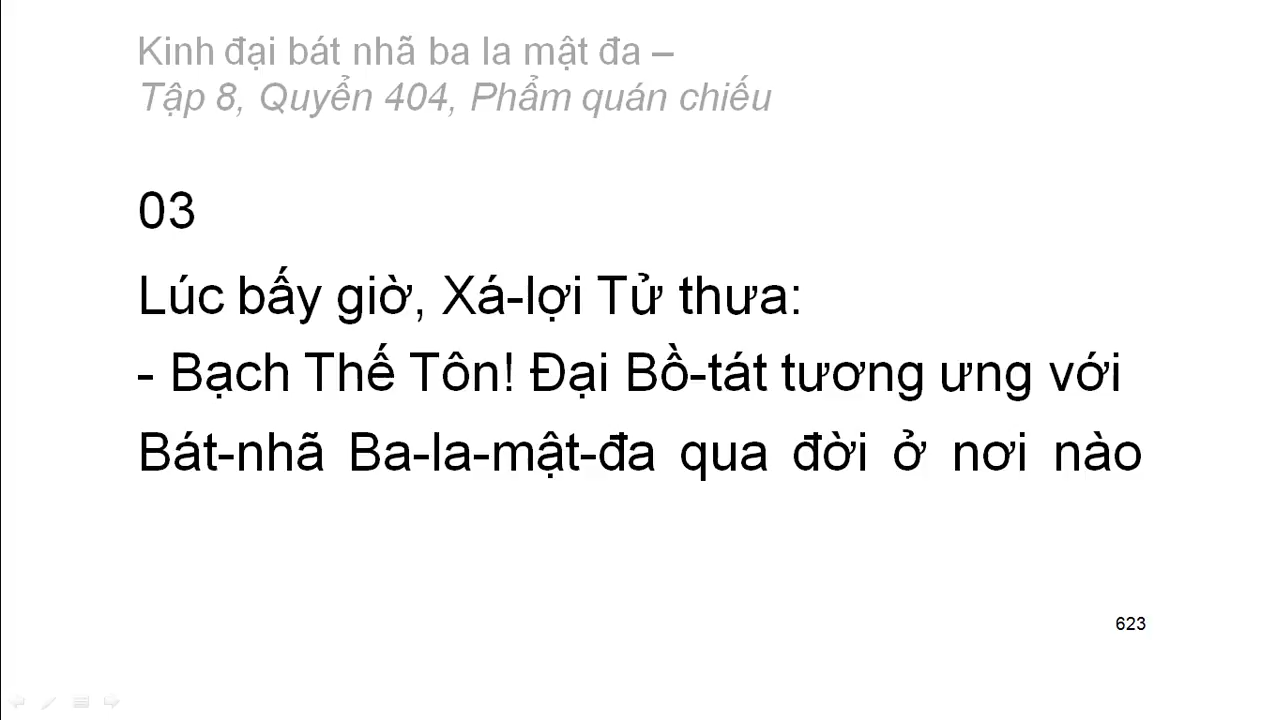 Kinh đại bát nhã ba la mật đa –
Tập 8, Quyển 404, Phẩm quán chiếu
03
Lúc bấy giờ, Xá-lợi Tử thưa:
- Bạch Thế Tôn! Đại Bồ-tát tương ưng với
Bát-nhã Ba-la-mật-đa qua đời ở nơi nào
623